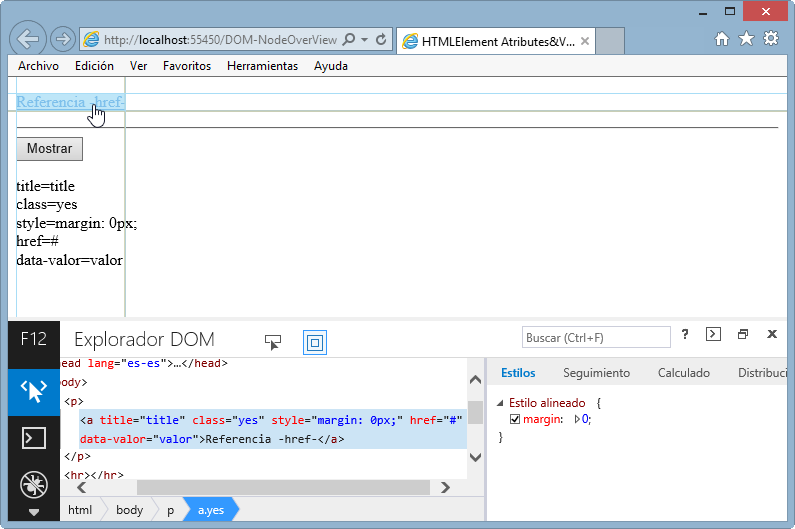 http://localhost:55450/DOM-NodeOverView
HTMLElement Atributes&V...
Archivo Edición Ver Favoritos Herramientas Ayuda
Referencia -href-
Mostrar
title=title
class=yes
style=margin: 0px;
href=#
data-valor=valor
F12 Explorador DOM Buscar (Ctrl+F) ?
head lang="es-es">…</head>
body>
<p>
<a title="title" class="yes" style="margin: 0px;" href="#"
data-valor="valor">Referencia -href-</a>
</p>
<hr></hr>
html body p a.yes
Estilos Seguimiento Calculado Distribuci
Estilo alineado {
margin: 0;
}